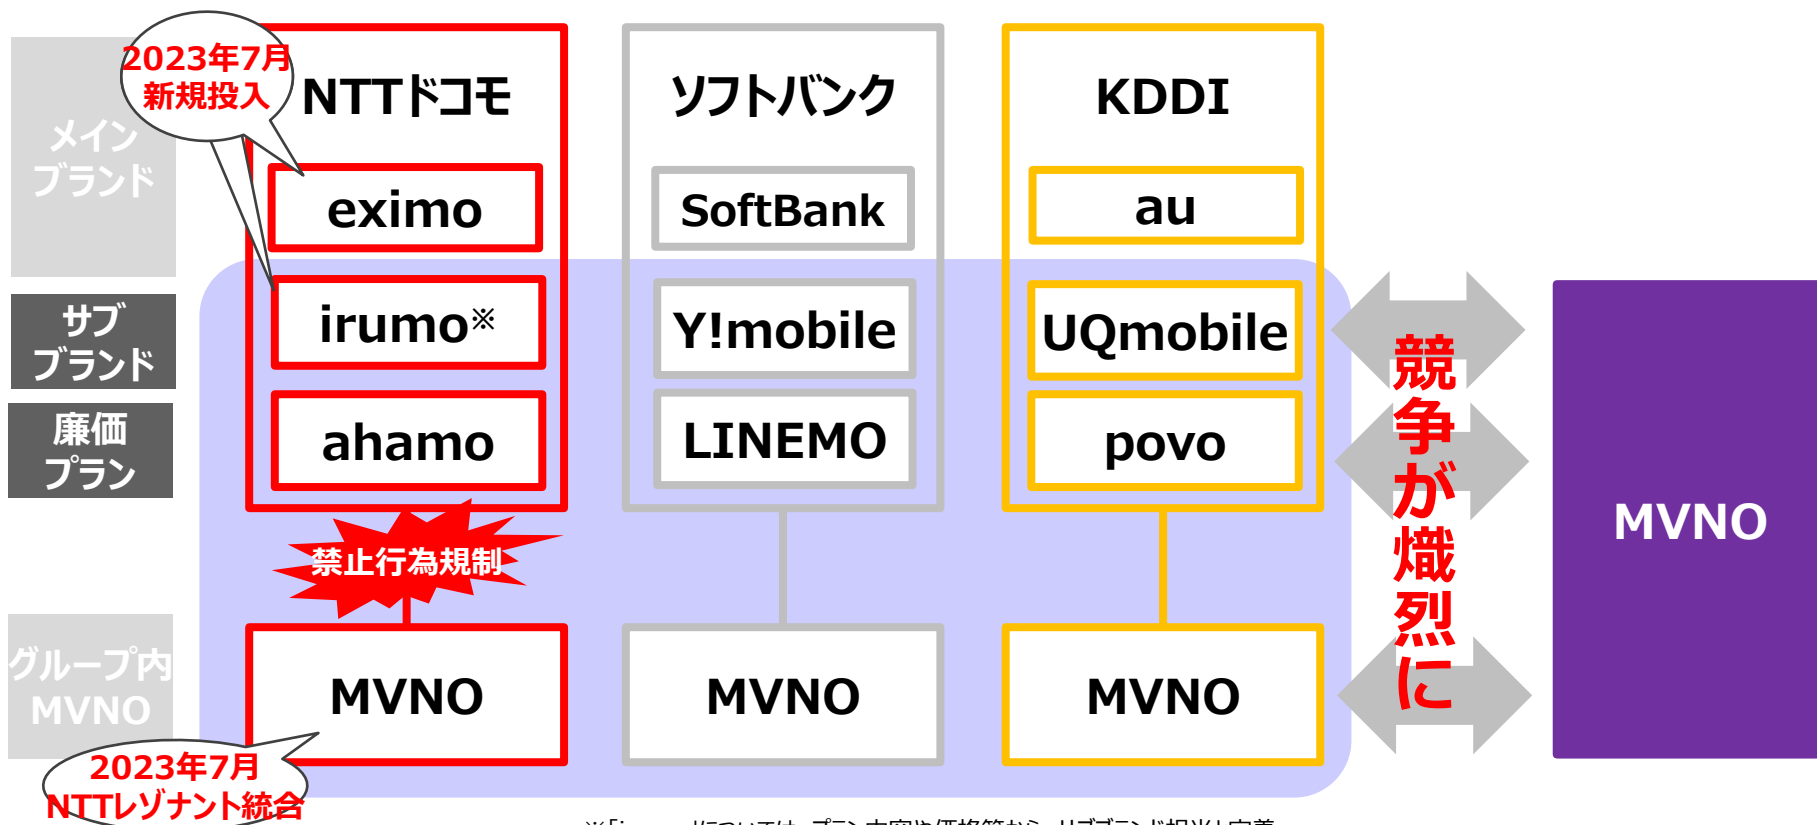 2023年7月
新規投入
メイン
ブランド
NTTドコモ
ソフトバンク
KDDI
eximo
SoftBank
au
サブ
ブランド
irumo※
Y!mobile
UQmobile
廉価
プラン
ahamo
LINEMO
povo
競争が熾烈に
MVNO
禁止行為規制
グループ内
MVNO
MVNO
MVNO
MVNO
2023年7月
NTTレゾナント統合